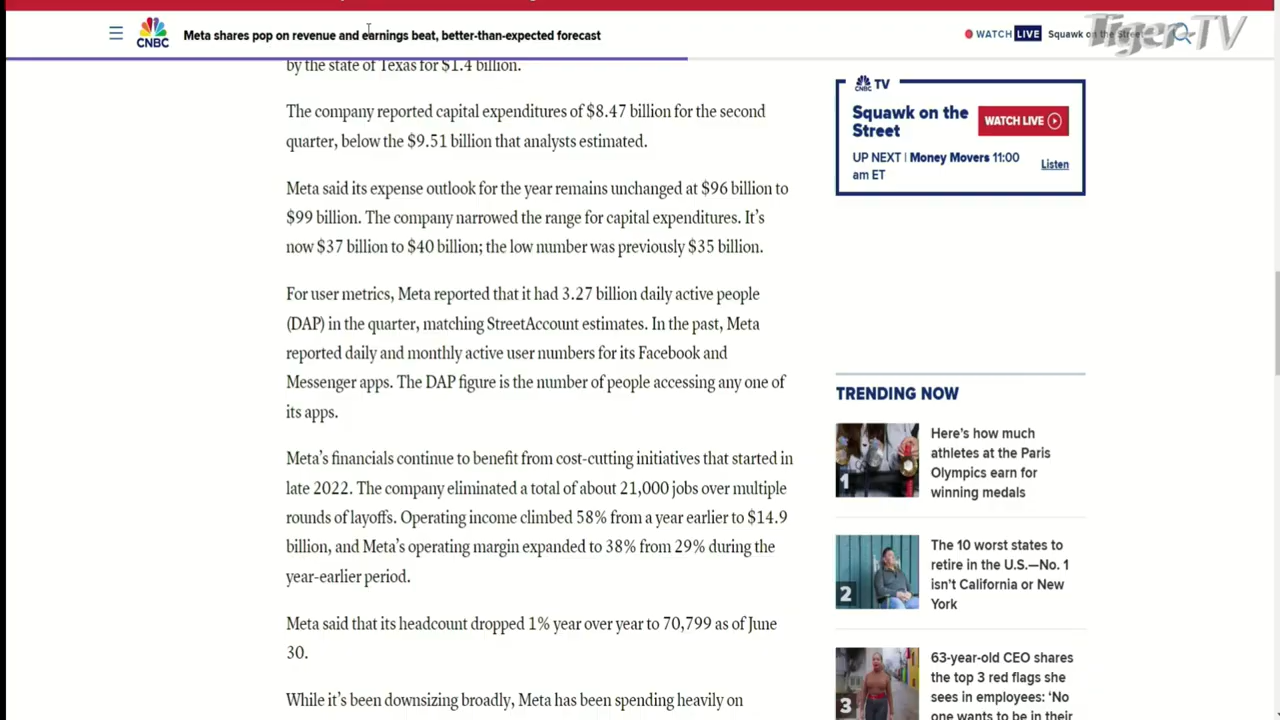 CNBC
Meta shares pop on revenue and earnings beat, better-than-expected forecast
WATCH LIVE
Squawk on the Street
Tiger-TV
by the state of Texas for $1.4 billion.
The company reported capital expenditures of $8.47 billion for the second
quarter, below the $9.51 billion that analysts estimated.
Meta said its expense outlook for the year remains unchanged at $96 billion to
$99 billion. The company narrowed the range for capital expenditures. It's
now $37 billion to $40 billion; the low number was previously $35 billion.
For user metrics, Meta reported that it had 3.27 billion daily active people
(DAP) in the quarter, matching StreetAccount estimates. In the past, Meta
reported daily and monthly active user numbers for its Facebook and
Messenger apps. The DAP figure is the number of people accessing any one of
its apps.
Meta's financials continue to benefit from cost-cutting initiatives that started in
late 2022. The company eliminated a total of about 21,000 jobs over multiple
rounds of layoffs. Operating income climbed 58% from a year earlier to $14.9
billion, and Meta's operating margin expanded to 38% from 29% during the
year-earlier period.
Meta said that its headcount dropped 1% year over year to 70,799 as of June
30.
While it's been downsizing broadly, Meta has been spending heavily on
CNBC TV
Squawk on the
Street
WATCH LIVE
UP NEXT | Money Movers 11:00
am ET
Listen
TRENDING NOW
1
Here's how much
athletes at the Paris
Olympics earn for
winning medals
2
The 10 worst states to
retire in the U.S.—No. 1
isn't California or New
York
3
63-year-old CEO shares
the top 3 red flags she
sees in employees: 'No
one wants to be in their